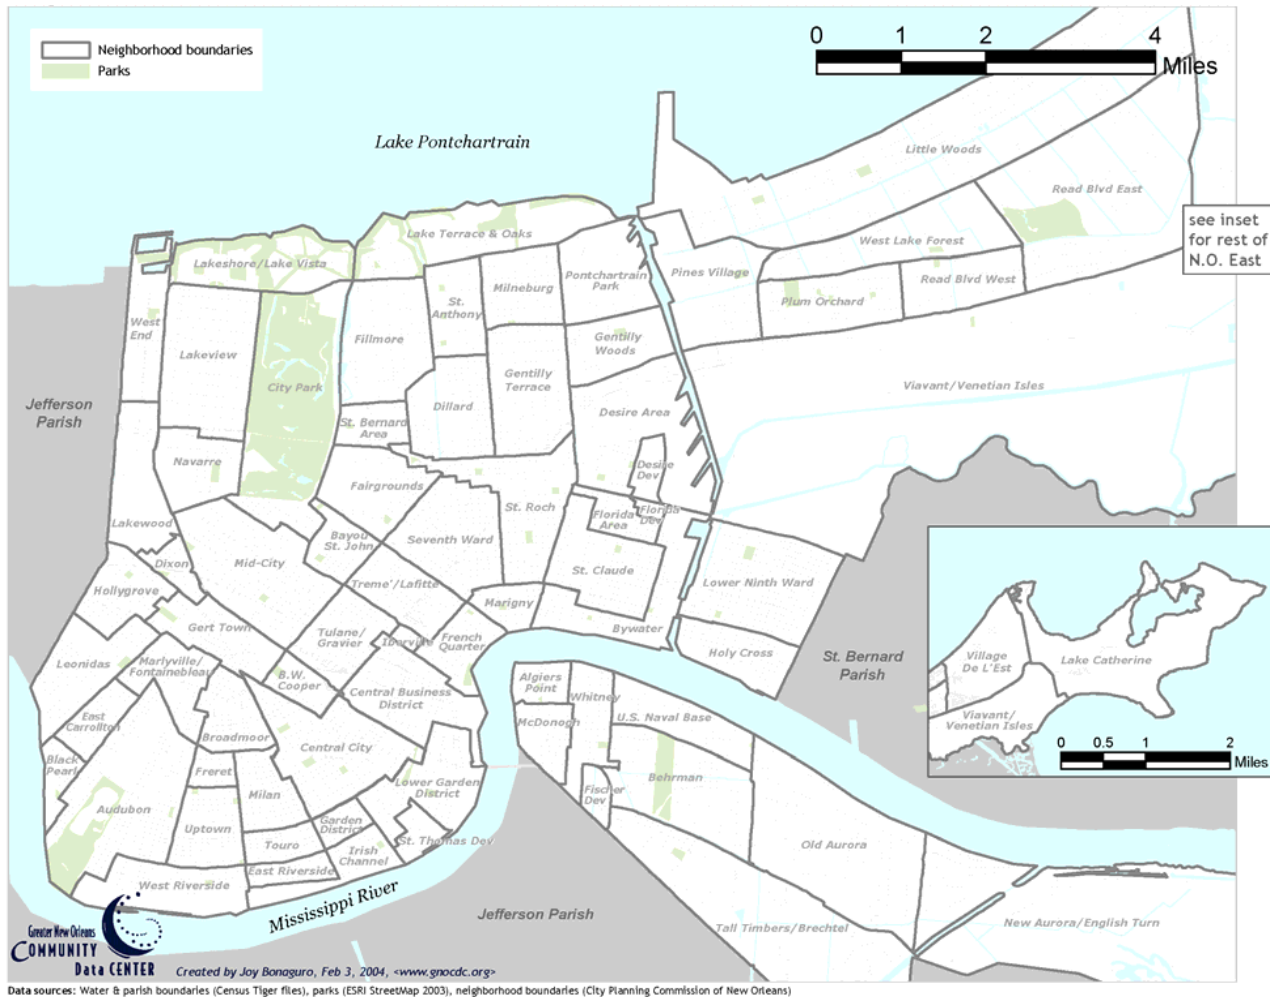 Neighborhood boundaries
Parks
0 1 2 4
Miles
Lake Pontchartrain
Little Woods
Read Blvd East
see inset
for rest of
N.O. East
Lake Terrace & Oaks
West Lake Forest
Lakeshore/Lake Vista
Pines Village
Pontchartrain
Park
Read Blvd West
Milneburg
Plum Orchard
St.
Anthony
West
End
Fillmore
Gentilly
Woods
Lakeview
Gentilly
Terrace
City Park
Viavant/Venetian Isles
Jefferson
Parish
Dillard
Desire Area
St. Bernard
Area
Navarre
Desire
Dev
Fairgrounds
St. Roch
Florida
Area
Florida
Dev
Lakewood
Bayou
St. John
Seventh Ward
Mid-City
Dixon
St. Claude
Lower Ninth Ward
Treme'/Lafitte
Hollygrove
Marigny
Gert Town
Bywater
Tulane/
Gravier
Iberville
French
Quarter
Holy Cross
St. Bernard
Parish
Leonidas
Marlyville/
Fontainebleau
B.W.
Cooper
Central Business
District
Algiers
Point
Whitney
Village
De L'Est
Lake Catherine
East
Carrollton
McDonogh
U.S. Naval Base
Viavant/
Venetian Isles
Broadmoor
Central City
0 0.5 1 2
Miles
Black
Pearl
Freret
Behrman
Milan
Lower Garden
District
Fischer
Dev
Audubon
Uptown
Garden
District
St. Thomas Dev
Touro
Irish
Channel
Old Aurora
East Riverside
West Riverside
Mississippi River
Jefferson Parish
New Aurora/English Turn
Tall Timbers/Brechtel
Greater New Orleans
COMMUNITY
Data CENTER
Created by Joy Bonaguro, Feb 3, 2004, <www.gnocdc.org>
Data sources: Water & parish boundaries (Census Tiger files), parks (ESRI StreetMap 2003), neighborhood boundaries (City Planning Commission of New Orleans)